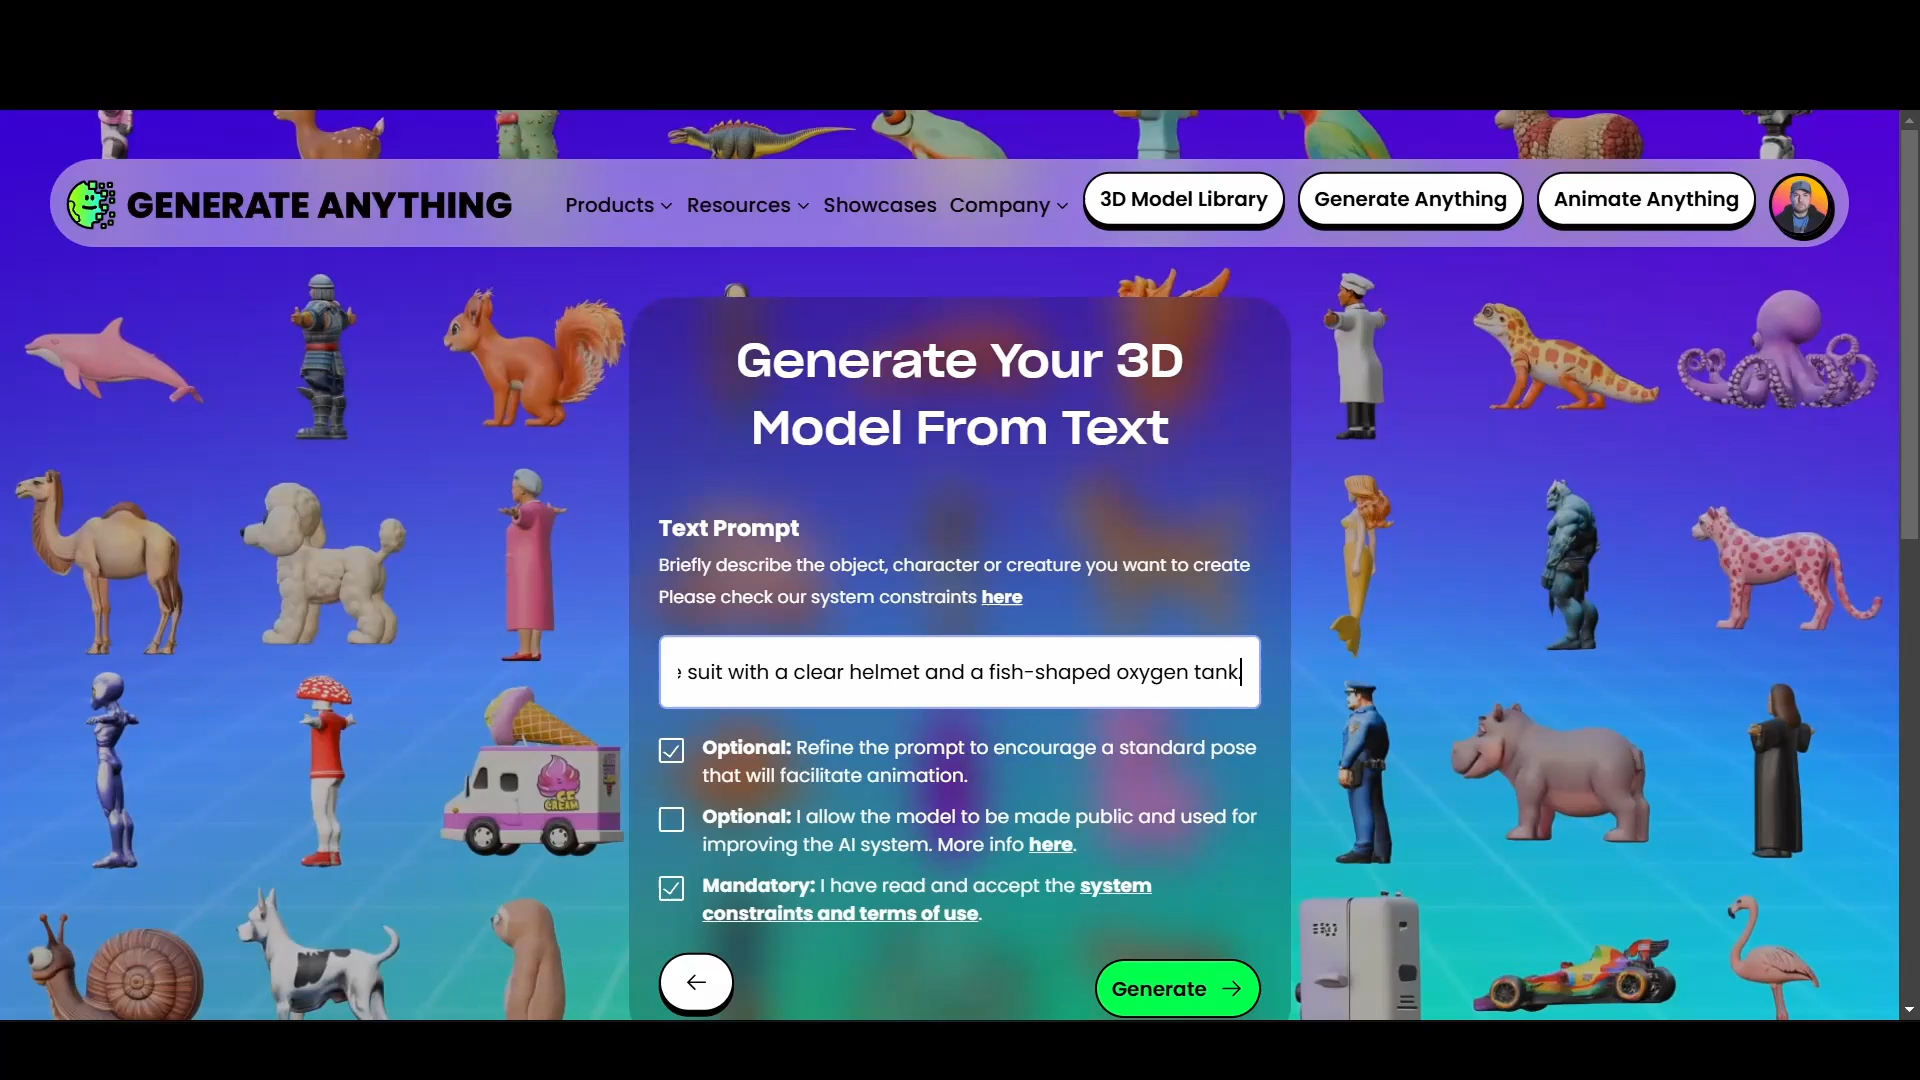 GENERATE ANYTHING
Products
Resources
Showcases
Company
3D Model Library
Generate Anything
Animate Anything
Generate Your 3D
Model From Text
Text Prompt
Briefly describe the object, character or creature you want to create
Please check our system constraints here
suit with a clear helmet and a fish-shaped oxygen tank.
Optional: Refine the prompt to encourage a standard pose
that will facilitate animation.
Optional: I allow the model to be made public and used for
improving the AI system. More info here.
Mandatory: I have read and accept the system
constraints and terms of use.
Generate
CREAM